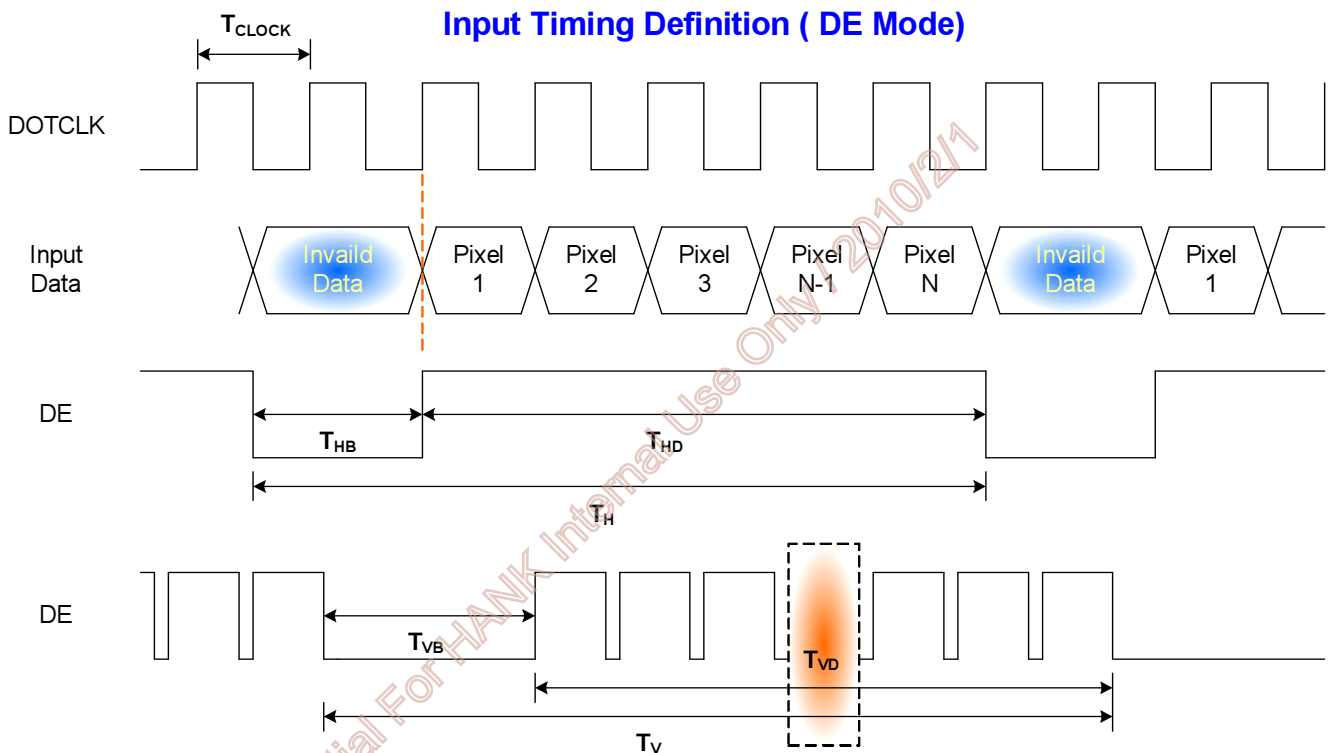 Input Timing Definition ( DE Mode)
TCLOCK
DOTCLK
Input
Data
Invaild
Data
Pixel
1
Pixel
2
Pixel
3
Pixel
N-1
Pixel
N
Invaild
Data
Pixel
1
DE
THB
THD
TH
DE
TVB
TVD
TV
For HANK Internal Use Only / 2010/2/1